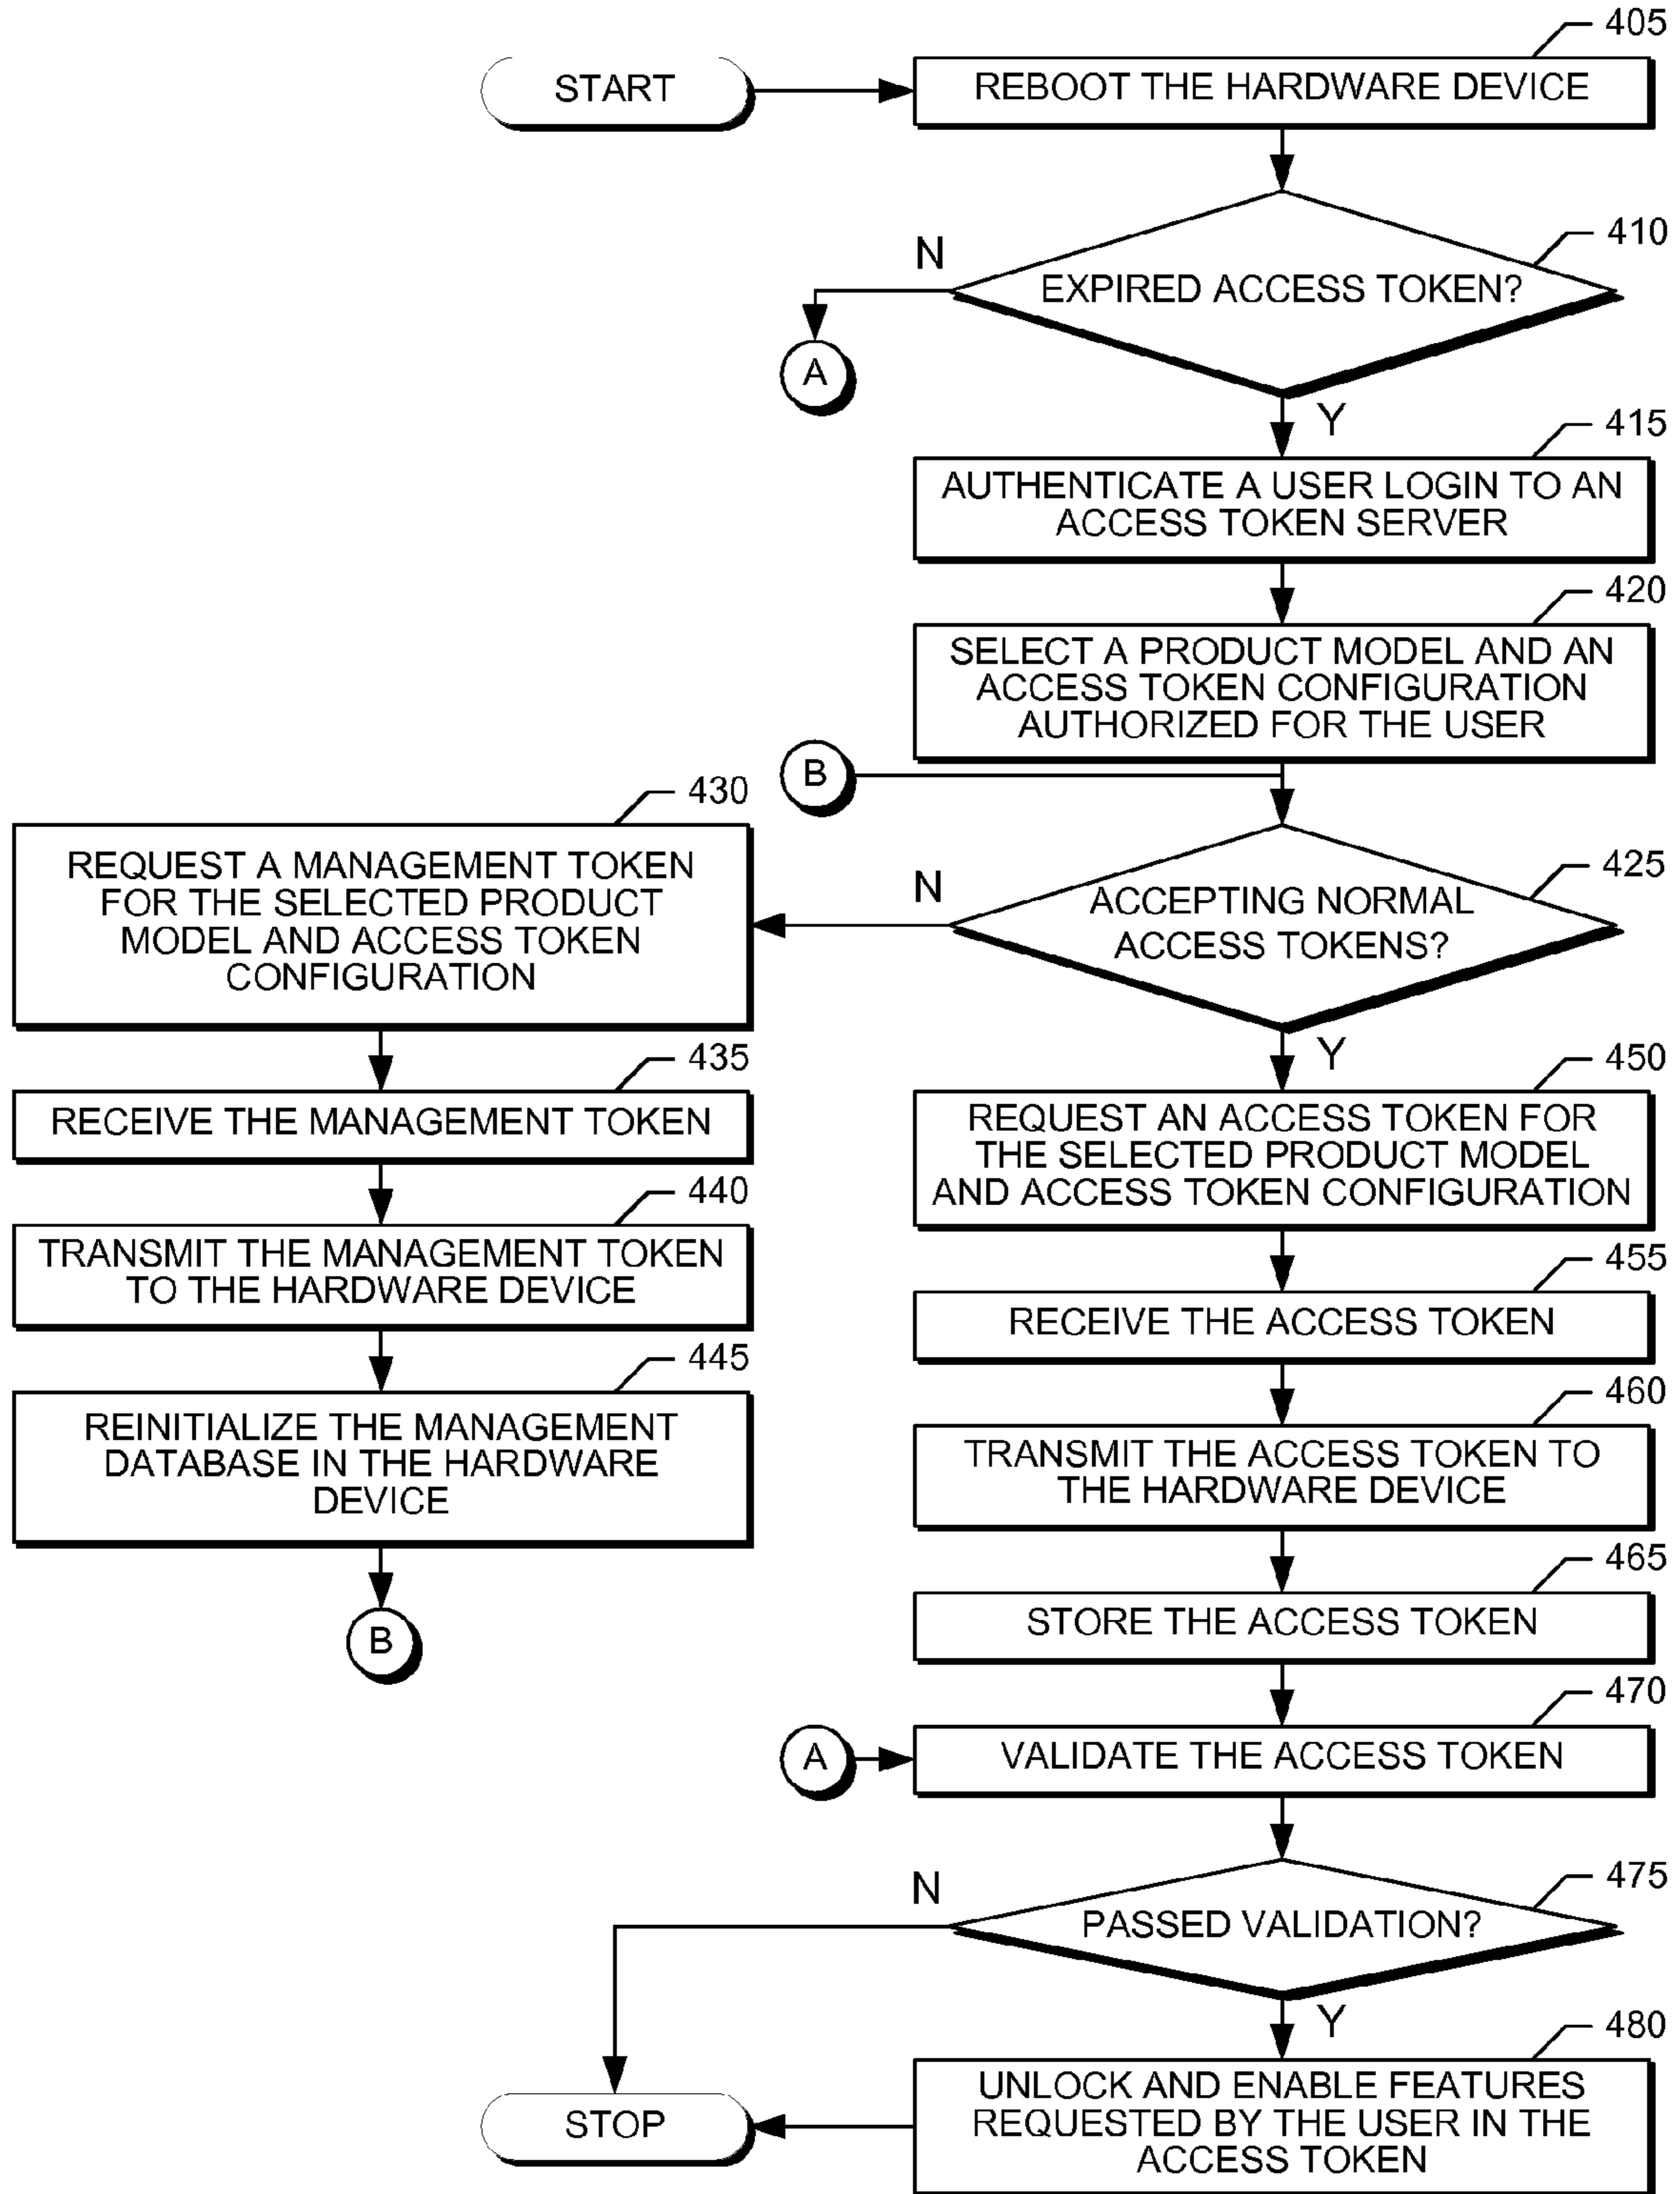 405
START
REBOOT THE HARDWARE DEVICE
410
N
EXPIRED ACCESS TOKEN?
A
Y
415
AUTHENTICATE A USER LOGIN TO AN
ACCESS TOKEN SERVER
420
SELECT A PRODUCT MODEL AND AN
ACCESS TOKEN CONFIGURATION
AUTHORIZED FOR THE USER
B
430
REQUEST A MANAGEMENT TOKEN
FOR THE SELECTED PRODUCT
MODEL AND ACCESS TOKEN
CONFIGURATION
N
425
ACCEPTING NORMAL
ACCESS TOKENS?
Y
435
RECEIVE THE MANAGEMENT TOKEN
440
TRANSMIT THE MANAGEMENT TOKEN
TO THE HARDWARE DEVICE
445
REINITIALIZE THE MANAGEMENT
DATABASE IN THE HARDWARE
DEVICE
B
450
REQUEST AN ACCESS TOKEN FOR
THE SELECTED PRODUCT MODEL
AND ACCESS TOKEN CONFIGURATION
455
RECEIVE THE ACCESS TOKEN
460
TRANSMIT THE ACCESS TOKEN TO
THE HARDWARE DEVICE
465
STORE THE ACCESS TOKEN
470
A
VALIDATE THE ACCESS TOKEN
475
N
PASSED VALIDATION?
Y
480
STOP
UNLOCK AND ENABLE FEATURES
REQUESTED BY THE USER IN THE
ACCESS TOKEN